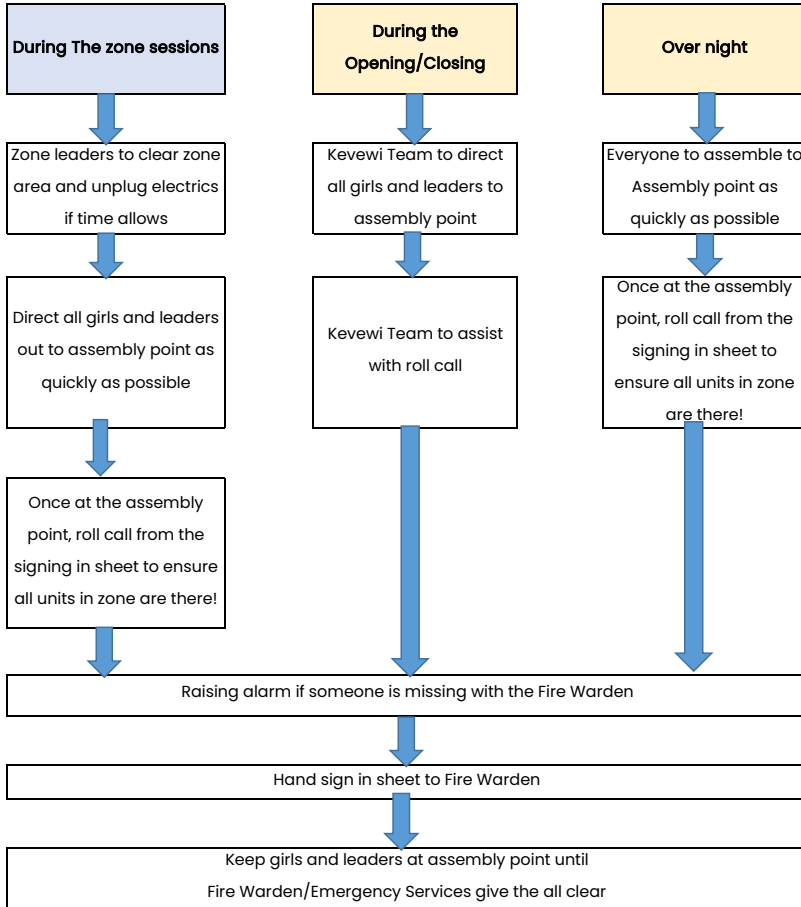 During The zone sessions
During the
Opening/Closing
Over night
Zone leaders to clear zone
area and unplug electrics
if time allows
Kevewi Team to direct
all girls and leaders to
assembly point
Everyone to assemble to
Assembly point as
quickly as possible
Direct all girls and leaders
out to assembly point as
quickly as possible
Kevewi Team to assist
with roll call
Once at the assembly
point, roll call from the
signing in sheet to
ensure all units in zone
are there!
Once at the assembly
point, roll call from the
signing in sheet to ensure
all units in zone are there!
Raising alarm if someone is missing with the Fire Warden
Hand sign in sheet to Fire Warden
Keep girls and leaders at assembly point until
Fire Warden/Emergency Services give the all clear